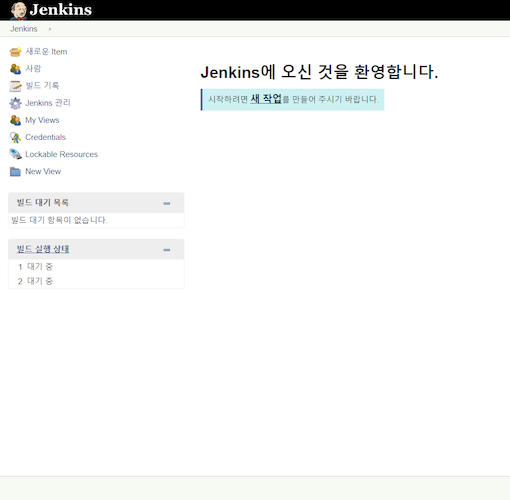 Jenkins
Jenkins ›
새로운 Item
사람
빌드 기록
Jenkins 관리
My Views
Credentials
Lockable Resources
New View
빌드 대기 목록
빌드 대기 항목이 없습니다.
빌드 실행 상태
1 대기 중
2 대기 중
Jenkins에 오신 것을 환영합니다.
시작하려면 새 작업를 만들어 주시기 바랍니다.